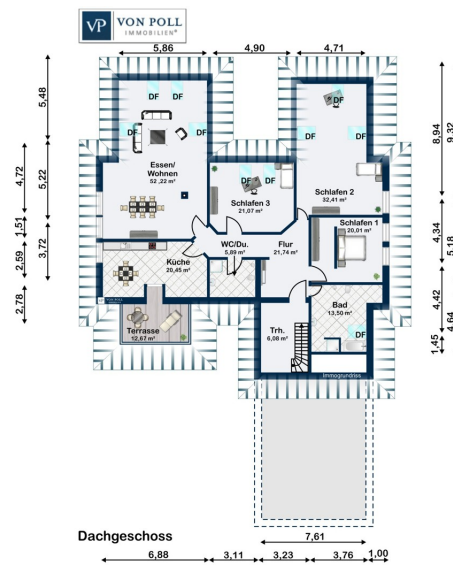 VP VON POLL
IMMOBILIEN®
5,86 4,90 4,71
5,48
5,22
4,72
1,51
3,72
2,59
2,78
8,94
9,32
4,34
5,18
4,42
4,64
1,45
DF DF
DF DF
DF
DF DF
DF DF
Essen/
Wohnen
52,22 m²
Schlafen 3
21,07 m²
Schlafen 2
32,41 m²
Schlafen 1
20,01 m²
WC/Du.
5,89 m²
Flur
21,74 m²
Küche
20,45 m²
Bad
13,50 m²
DF
VP VON POLL
Terrasse
12,67 m²
Trh.
6,08 m²
Immogrundriss
Dachgeschoss
7,61
6,88 3,11 3,23 3,76 1,00